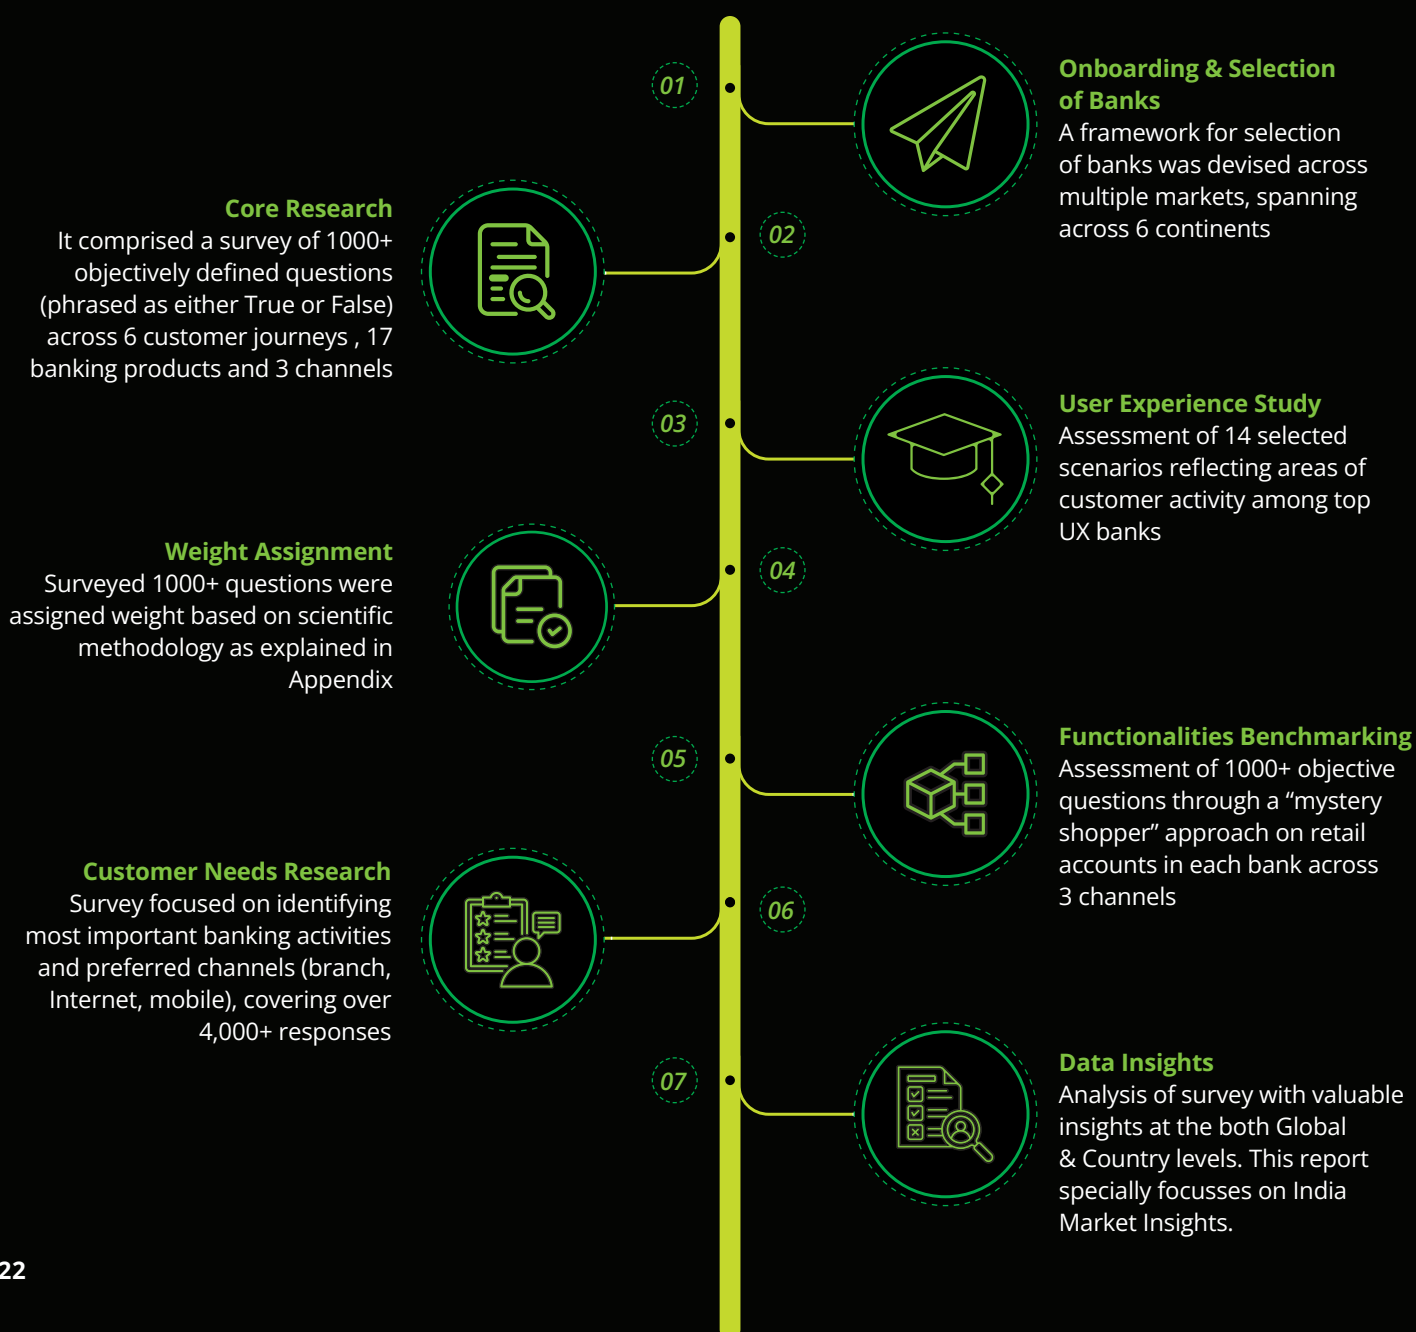 01
Onboarding & Selection
of Banks
A framework for selection
of banks was devised across
multiple markets, spanning
across 6 continents
02
Core Research
It comprised a survey of 1000+
objectively defined questions
(phrased as either True or False)
across 6 customer journeys , 17
banking products and 3 channels
03
User Experience Study
Assessment of 14 selected
scenarios reflecting areas of
customer activity among top
UX banks
04
Weight Assignment
Surveyed 1000+ questions were
assigned weight based on scientific
methodology as explained in
Appendix
05
Functionalities Benchmarking
Assessment of 1000+ objective
questions through a “mystery
shopper” approach on retail
accounts in each bank across
3 channels
06
Customer Needs Research
Survey focused on identifying
most important banking activities
and preferred channels (branch,
Internet, mobile), covering over
4,000+ responses
07
Data Insights
Analysis of survey with valuable
insights at the both Global
& Country levels. This report
specially focusses on India
Market Insights.
22